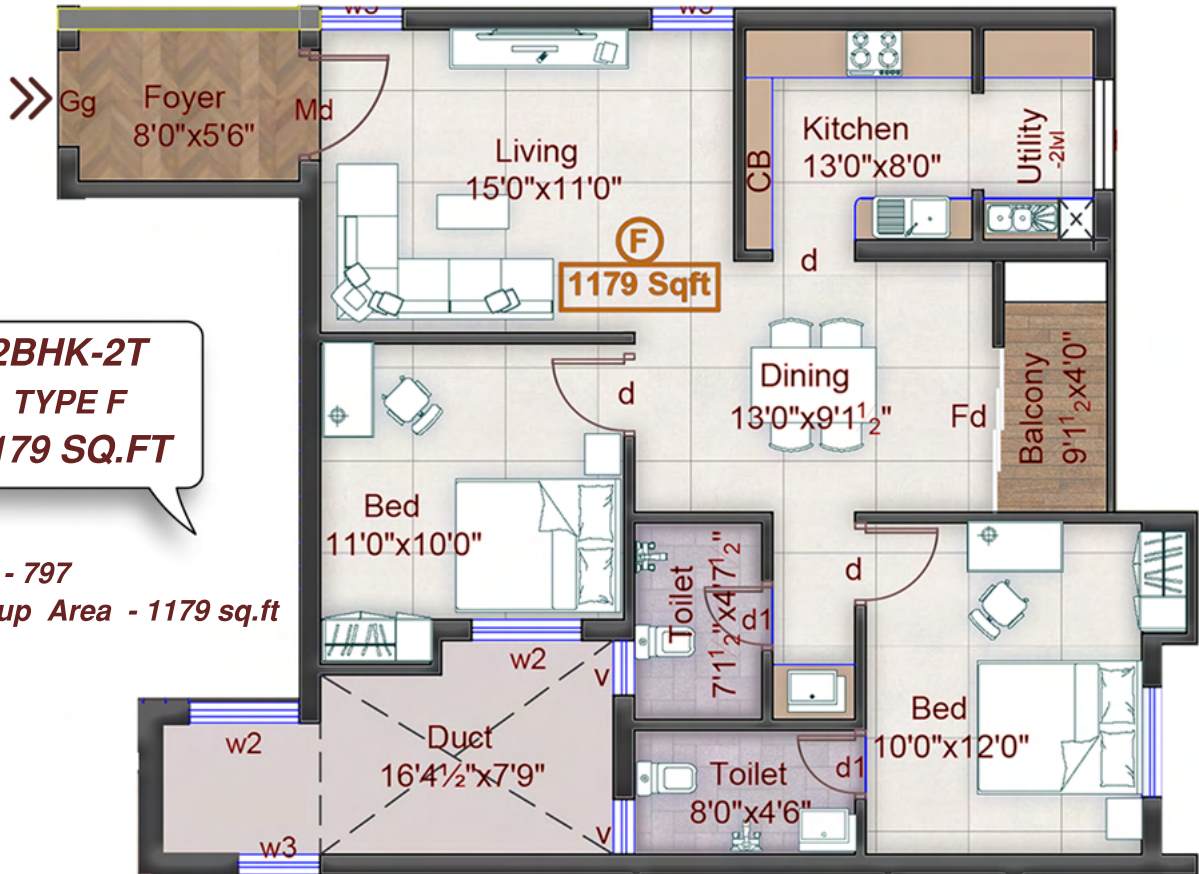 w3
w3
Gg
Foyer
8'0"x5'6"
Md
Living
15'0"x11'0"
Kitchen
13'0"x8'0"
CB
Utility
-2lvl
F
1179 Sqft
d
2BHK-2T
TYPE F
179 SQ.FT
d
Dining
13'0"x9'1½"
Fd
Balcony
9'1½"x4'0"
Bed
11'0"x10'0"
- 797
up Area - 1179 sq.ft
Toilet
7'1½"x4'7½"
d1
d
w2
v
Bed
10'0"x12'0"
w2
Duct
16'4½"x7'9"
Toilet
8'0"x4'6"
d1
v
w3